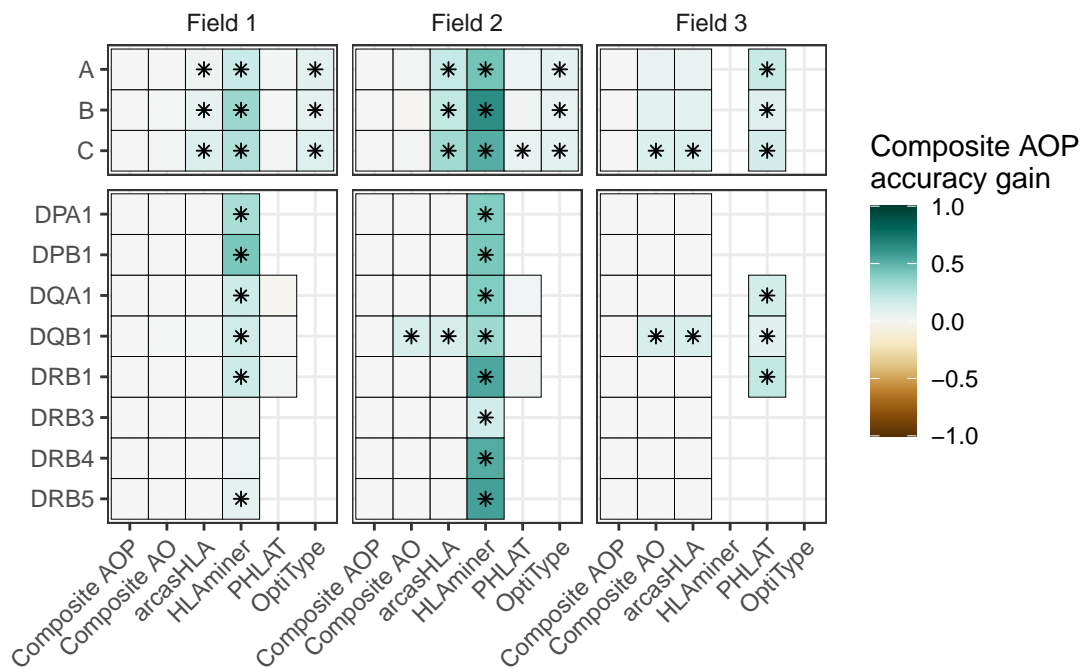 Field 1 Field 2 Field 3
A
B
C
DPA1
DPB1
DQA1
DQB1
DRB1
DRB3
DRB4
DRB5
Composite AOP Composite AO arcasHLA HLAminer PHLAT OptiType
Composite AOP Composite AO arcasHLA HLAminer PHLAT OptiType
Composite AOP Composite AO arcasHLA HLAminer PHLAT OptiType
Composite AOP
accuracy gain
1.0
0.5
0.0
−0.5
−1.0